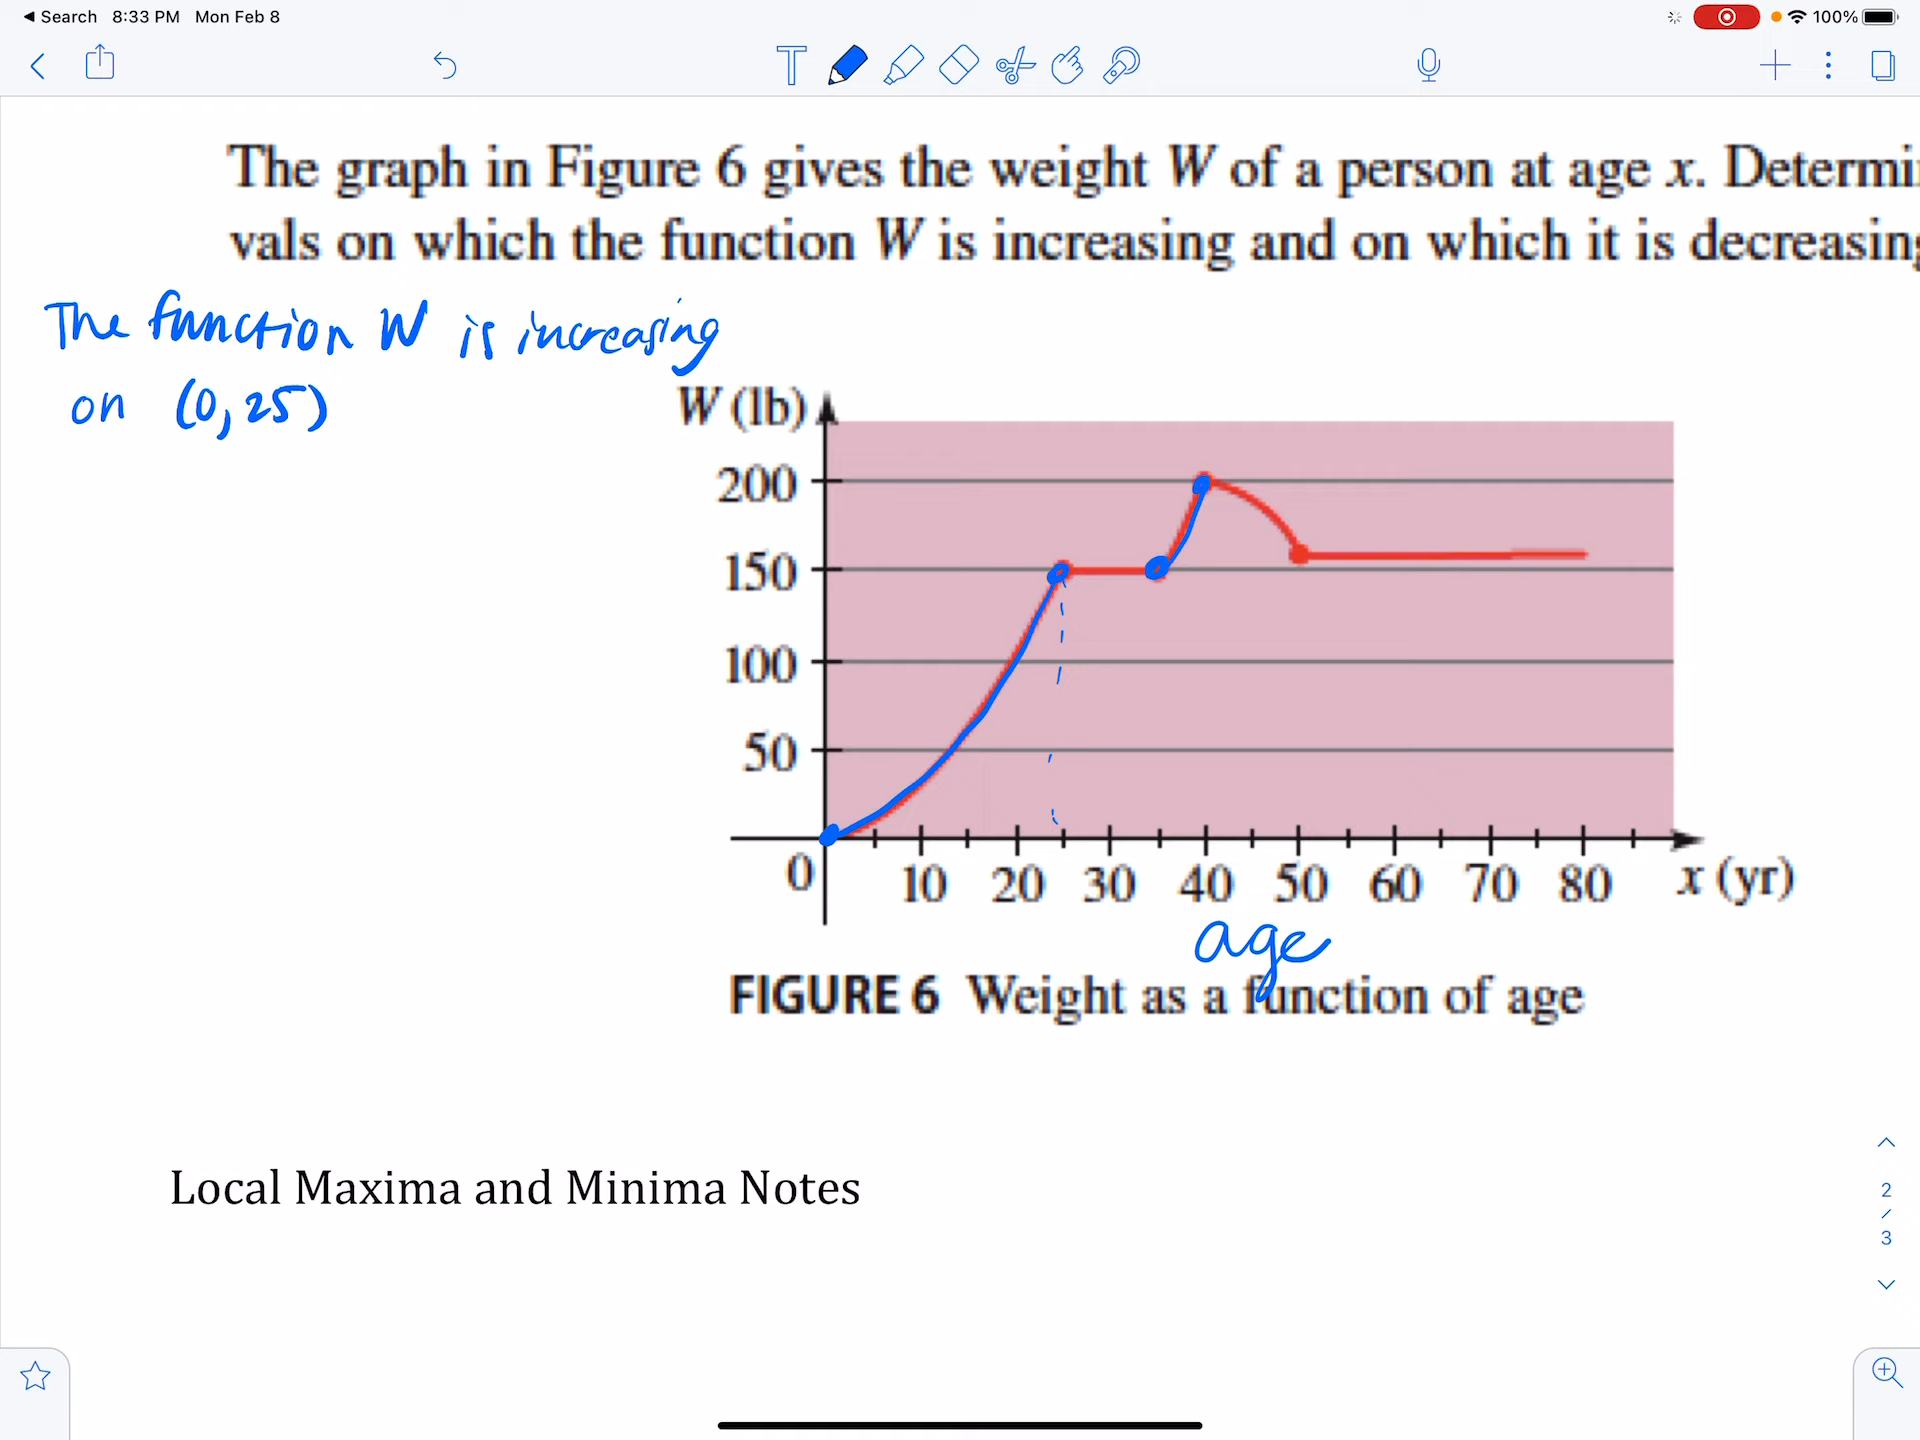 ◀ Search 8:33 PM Mon Feb 8
100%
The graph in Figure 6 gives the weight W of a person at age x. Determi
vals on which the function W is increasing and on which it is decreasing
The function W is increasing
on (0, 25)
W (lb)
200
150
100
50
0 10 20 30 40 50 60 70 80 x (yr)
age
FIGURE 6 Weight as a function of age
Local Maxima and Minima Notes
2
/
3